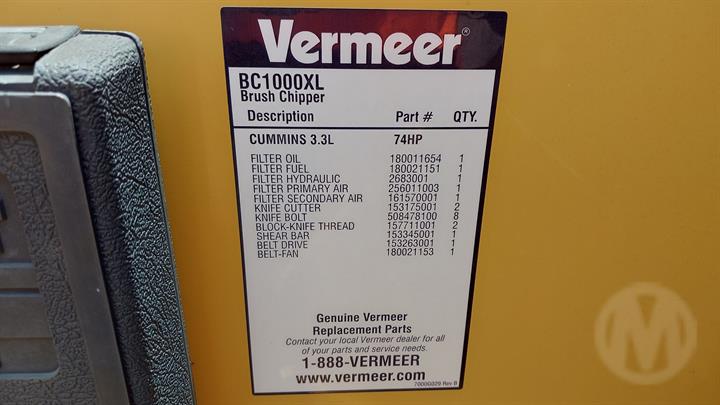 Vermeer®
BC1000XL
Brush Chipper
Description Part # QTY.
CUMMINS 3.3L 74HP
FILTER OIL 180011654 1
FILTER FUEL 180021151 1
FILTER HYDRAULIC 2683001 1
FILTER PRIMARY AIR 256011003 1
FILTER SECONDARY AIR 161570001 1
KNIFE CUTTER 153175001 2
KNIFE BOLT 508478100 8
BLOCK-KNIFE THREAD 157711001 2
SHEAR BAR 153345001 1
BELT DRIVE 153263001 1
BELT-FAN 180021153 1
Genuine Vermeer
Replacement Parts
Contact your local Vermeer dealer for all
of your parts and service needs.
1-888-VERMEER
www.vermeer.com
70000029 Rev B
M